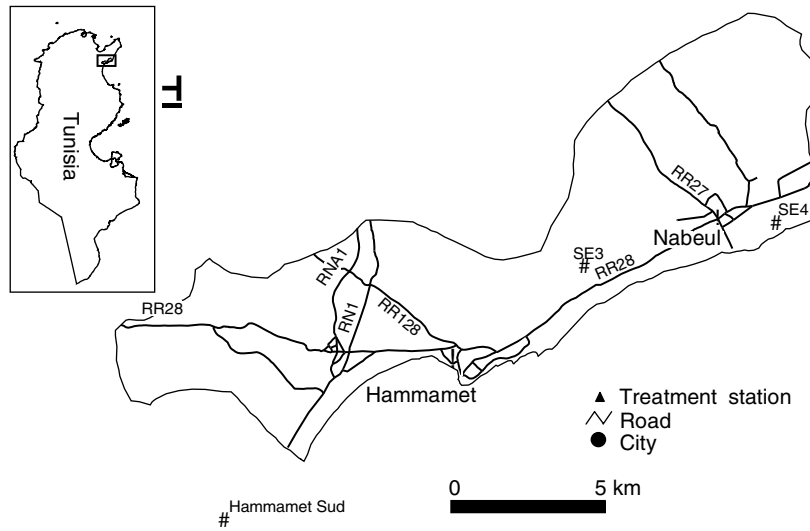 Tunisia
TI
RR27
# SE4
Nabeul
SE3
#
RR28
RNA1
RR28
RN1
RR128
Hammamet
Treatment station
Road
City
0 5 km
# Hammamet Sud